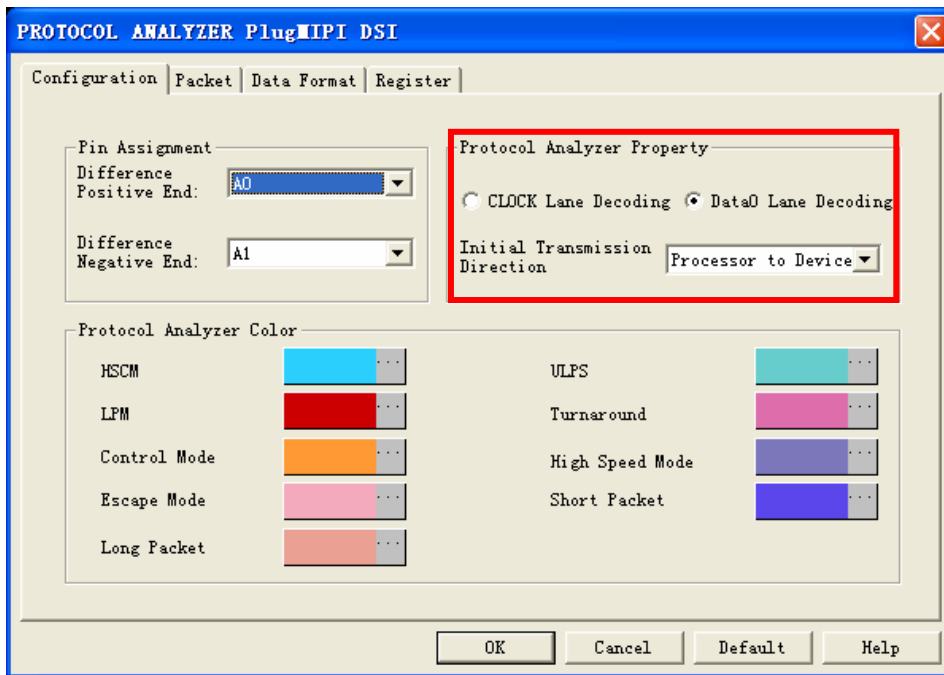 PROTOCOL ANALYZER PlugMIPI DSI
Configuration Packet Data Format Register
Pin Assignment
Difference
Positive End:
A0
Difference
Negative End:
A1
Protocol Analyzer Property
CLOCK Lane Decoding Data0 Lane Decoding
Initial Transmission
Direction
Processor to Device
Protocol Analyzer Color
HSCM ... ULPS ...
LPM ... Turnaround ...
Control Mode ... High Speed Mode ...
Escape Mode ... Short Packet ...
Long Packet ...
OK Cancel Default Help